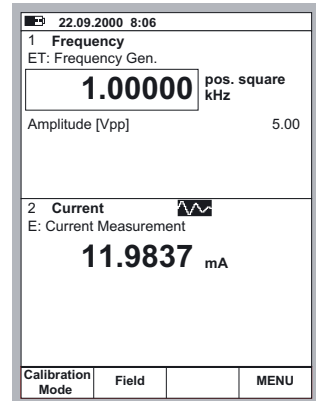 22.09.2000 8:06
1 Frequency
ET: Frequency Gen.
1.00000 pos. square kHz
Amplitude [Vpp] 5.00
2 Current
E: Current Measurement
11.9837 mA
Calibration Mode Field MENU